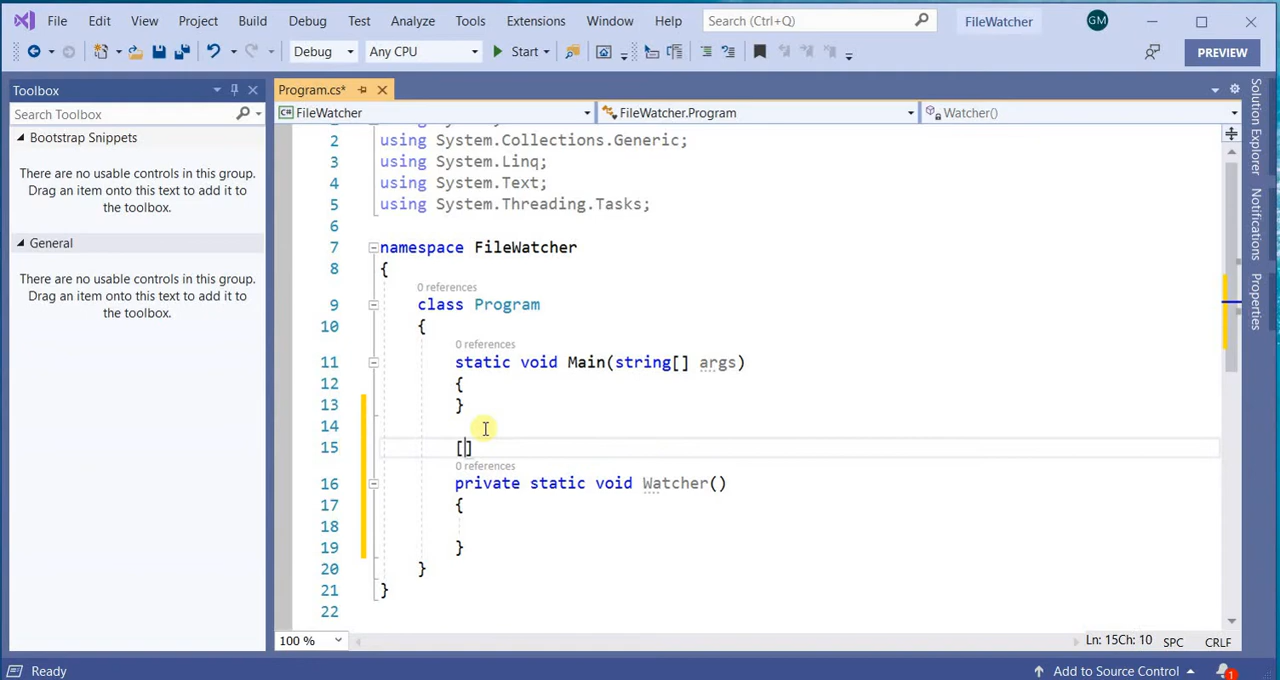 File Edit View Project Build Debug Test Analyze Tools Extensions Window Help Search (Ctrl+Q) FileWatcher GM
Debug Any CPU Start PREVIEW
Toolbox
Search Toolbox
Bootstrap Snippets
There are no usable controls in this group.
Drag an item onto this text to add it to
the toolbox.
General
There are no usable controls in this group.
Drag an item onto this text to add it to
the toolbox.
Program.cs*
FileWatcher FileWatcher.Program Watcher()
2 using System.Collections.Generic;
3 using System.Linq;
4 using System.Text;
5 using System.Threading.Tasks;
6
7 namespace FileWatcher
8 {
0 references
9 class Program
10 {
0 references
11 static void Main(string[] args)
12 {
13 }
14
15 []
0 references
16 private static void Watcher()
17 {
18
19 }
20 }
21 }
22
100 % Ln: 15 Ch: 10 SPC CRLF
Solution Explorer
Notifications
Properties
Ready Add to Source Control 1